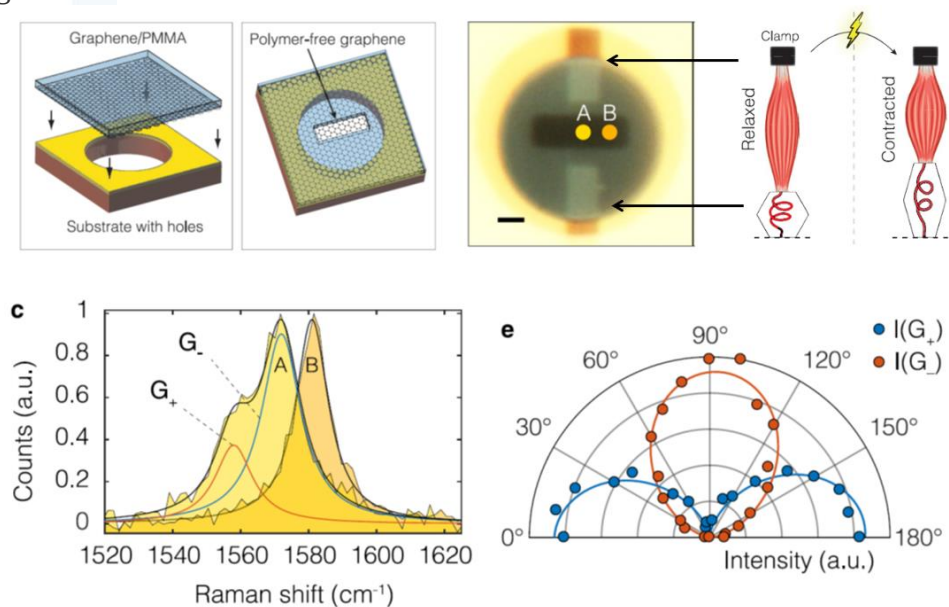 Graphene/PMMA
Substrate with holes
Polymer-free graphene
A B
Clamp
Relaxed
Contracted
c
Counts (a.u.)
1
0.8
0.6
0.4
0.2
0
G₋
G₊
A
B
1520 1540 1560 1580 1600 1620
Raman shift (cm⁻¹)
e
I(G₊)
I(G₋)
0°
30°
60°
90°
120°
150°
180°
Intensity (a.u.)